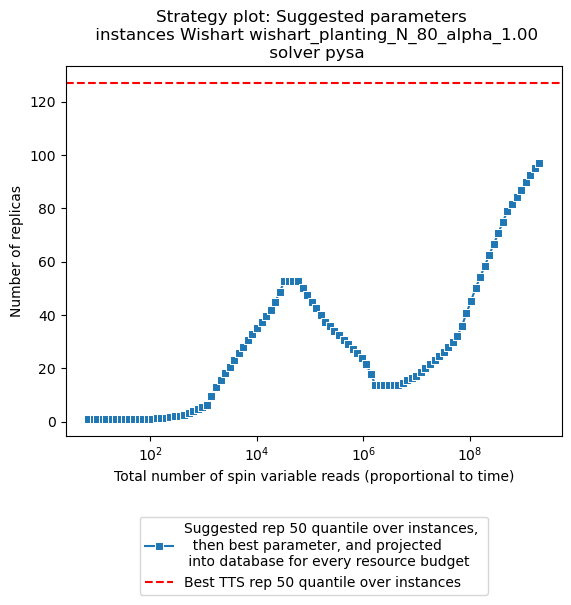 Strategy plot: Suggested parameters
instances Wishart wishart_planting_N_80_alpha_1.00
solver pysa
Number of replicas
120
100
80
60
40
20
0
10^2
10^4
10^6
10^8
Total number of spin variable reads (proportional to time)
Suggested rep 50 quantile over instances,
then best parameter, and projected
into database for every resource budget
Best TTS rep 50 quantile over instances